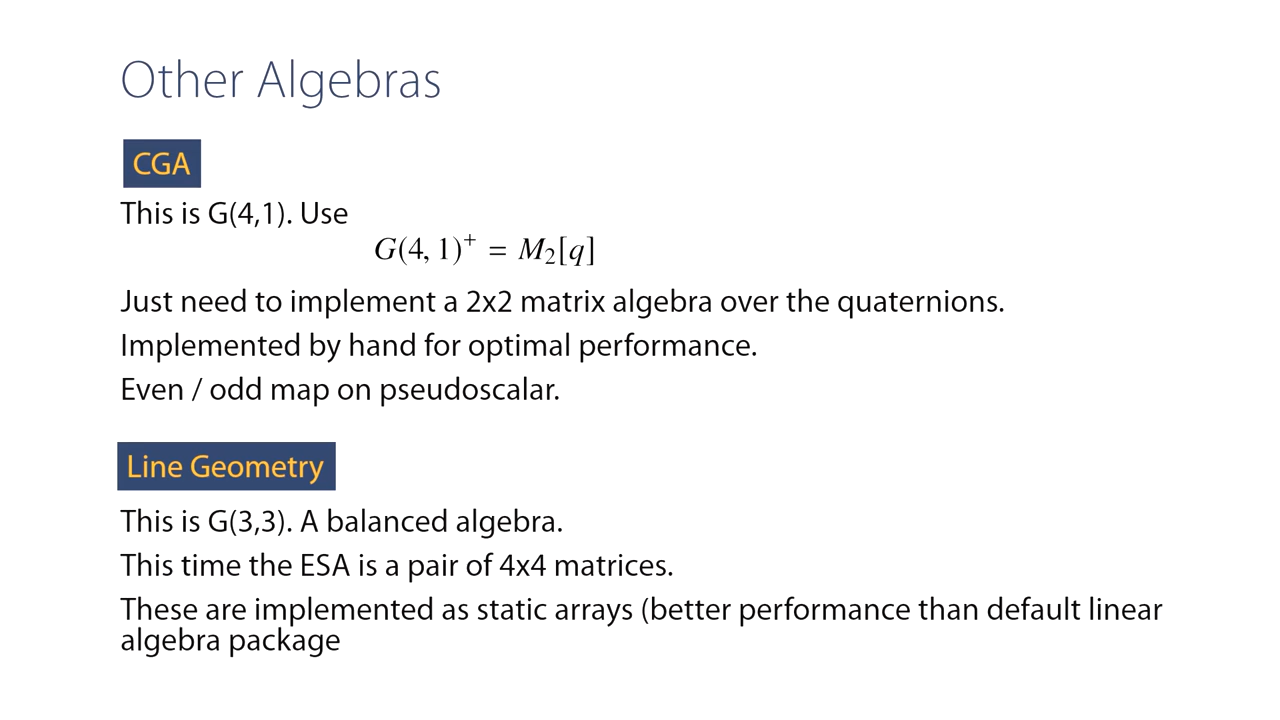 Other Algebras
CGA
This is G(4,1). Use
G(4, 1)⁺ = M₂[q]
Just need to implement a 2x2 matrix algebra over the quaternions.
Implemented by hand for optimal performance.
Even / odd map on pseudoscalar.
Line Geometry
This is G(3,3). A balanced algebra.
This time the ESA is a pair of 4x4 matrices.
These are implemented as static arrays (better performance than default linear
algebra package